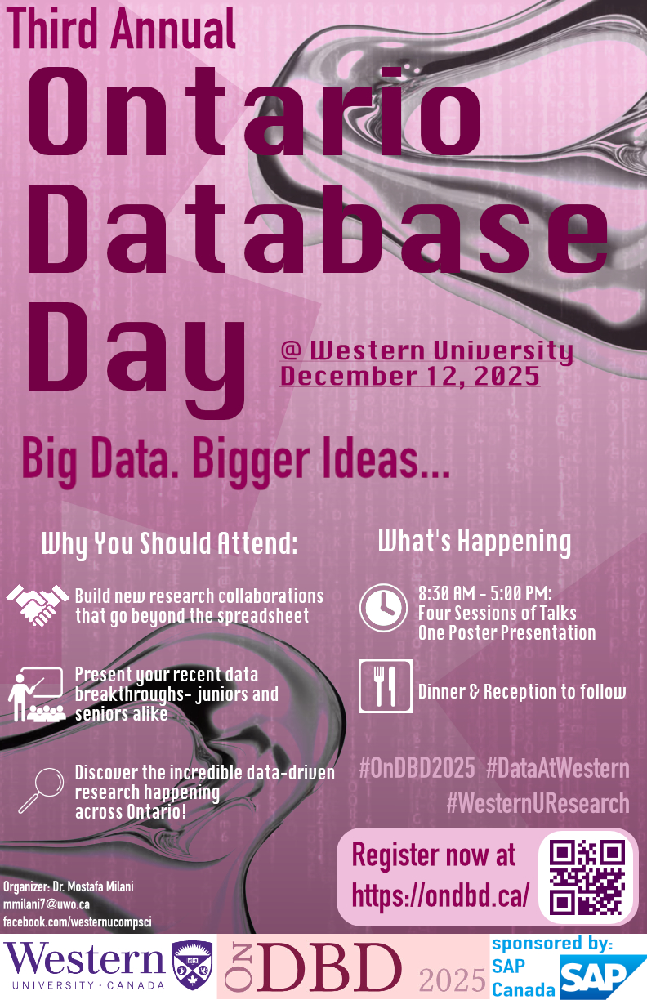 Third Annual
Ontario
Database
Day
@ Western University
December 12, 2025
Big Data. Bigger Ideas...
Why You Should Attend:
Build new research collaborations
that go beyond the spreadsheet
Present your recent data
breakthroughs- juniors and
seniors alike
Discover the incredible data-driven
research happening
across Ontario!
What's Happening
8:30 AM - 5:00 PM:
Four Sessions of Talks
One Poster Presentation
Dinner & Reception to follow
#OnDBD2025 #DataAtWestern
#WesternUResearch
Register now at
https://ondbd.ca/
Organizer: Dr. Mostafa Milani
mmilani7@uwo.ca
facebook.com/westernucompsci
Western
UNIVERSITY · CANADA
ON DBD 2025
sponsored by:
SAP
Canada
SAP